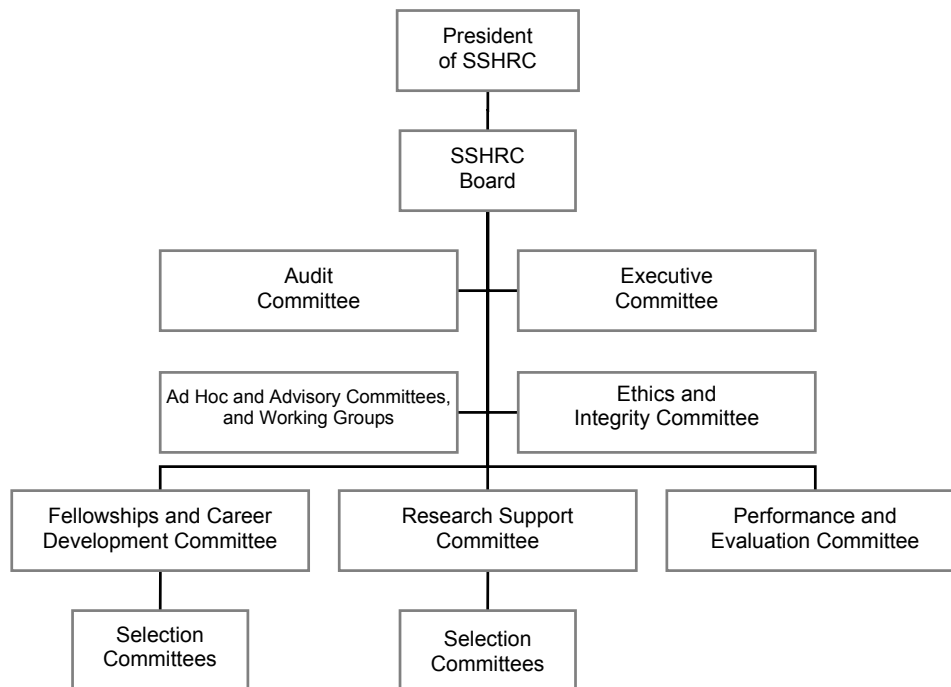 President
of SSHRC
SSHRC
Board
Audit
Committee
Executive
Committee
Ad Hoc and Advisory Committees,
and Working Groups
Ethics and
Integrity Committee
Fellowships and Career
Development Committee
Research Support
Committee
Performance and
Evaluation Committee
Selection
Committees
Selection
Committees